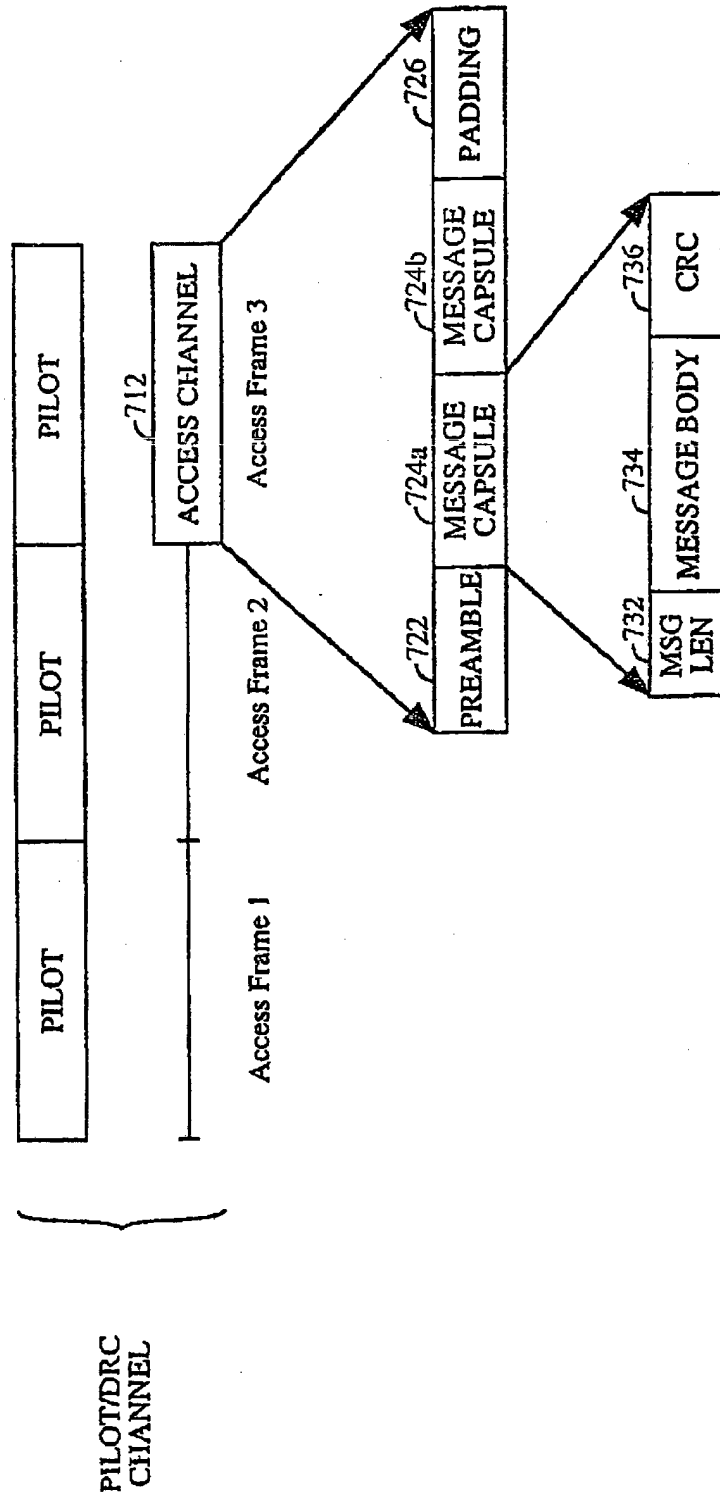 PILOT/DRC
CHANNEL
PILOT
PILOT
PILOT
712
ACCESS CHANNEL
Access Frame 1
Access Frame 2
Access Frame 3
722
724a
724b
726
PREAMBLE
MESSAGE
CAPSULE
MESSAGE
CAPSULE
PADDING
732
734
736
MSG
LEN
MESSAGE BODY
CRC